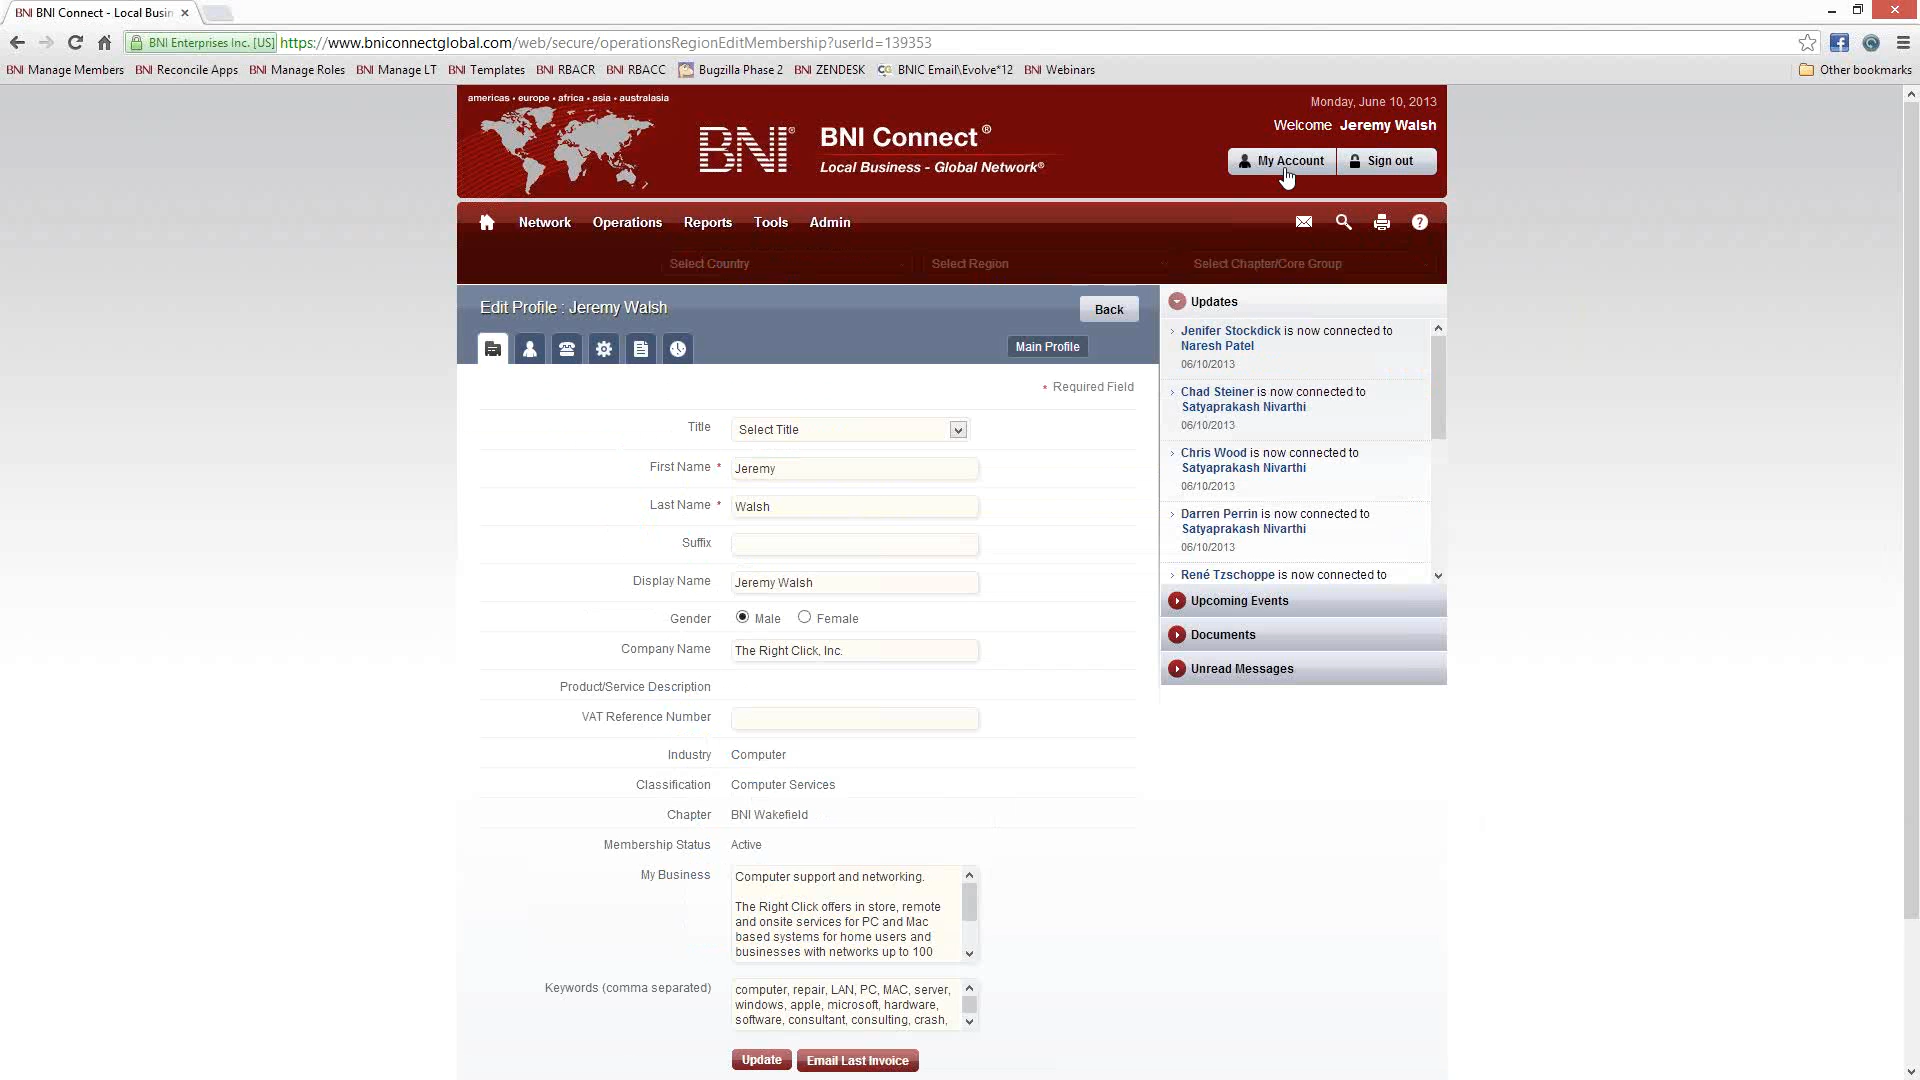 BNI BNI Connect - Local Busin
BNI Enterprises Inc. [US] https://www.bniconnectglobal.com/web/secure/operationsRegionEditMembership?userId=139353
BNI Manage Members BNI Reconcile Apps BNI Manage Roles BNI Manage LT BNI Templates BNI RBACR BNI RBACC Bugzilla Phase 2 BNI ZENDESK BNIC Email\Evolve*12 BNI Webinars Other bookmarks
americas • europe • africa • asia • australasia
BNI®
BNI Connect®
Local Business - Global Network®
Monday, June 10, 2013
Welcome Jeremy Walsh
My Account Sign out
Network Operations Reports Tools Admin
Select Country Select Region Select Chapter/Core Group
Edit Profile : Jeremy Walsh
Back
Main Profile
* Required Field
Title Select Title
First Name * Jeremy
Last Name * Walsh
Suffix
Display Name Jeremy Walsh
Gender Male Female
Company Name The Right Click, Inc.
Product/Service Description
VAT Reference Number
Industry Computer
Classification Computer Services
Chapter BNI Wakefield
Membership Status Active
My Business Computer support and networking.
The Right Click offers in store, remote
and onsite services for PC and Mac
based systems for home users and
businesses with networks up to 100
Keywords (comma separated) computer, repair, LAN, PC, MAC, server,
windows, apple, microsoft, hardware,
software, consultant, consulting, crash,
Update Email Last Invoice
Updates
Jenifer Stockdick is now connected to
Naresh Patel
06/10/2013
Chad Steiner is now connected to
Satyaprakash Nivarthi
06/10/2013
Chris Wood is now connected to
Satyaprakash Nivarthi
06/10/2013
Darren Perrin is now connected to
Satyaprakash Nivarthi
06/10/2013
René Tzschoppe is now connected to
Upcoming Events
Documents
Unread Messages